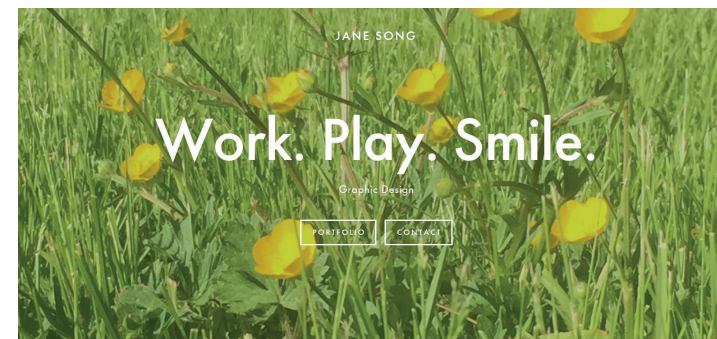 JANE SONG
Work. Play. Smile.
Graphic Design
PORTFOLIO CONTACT